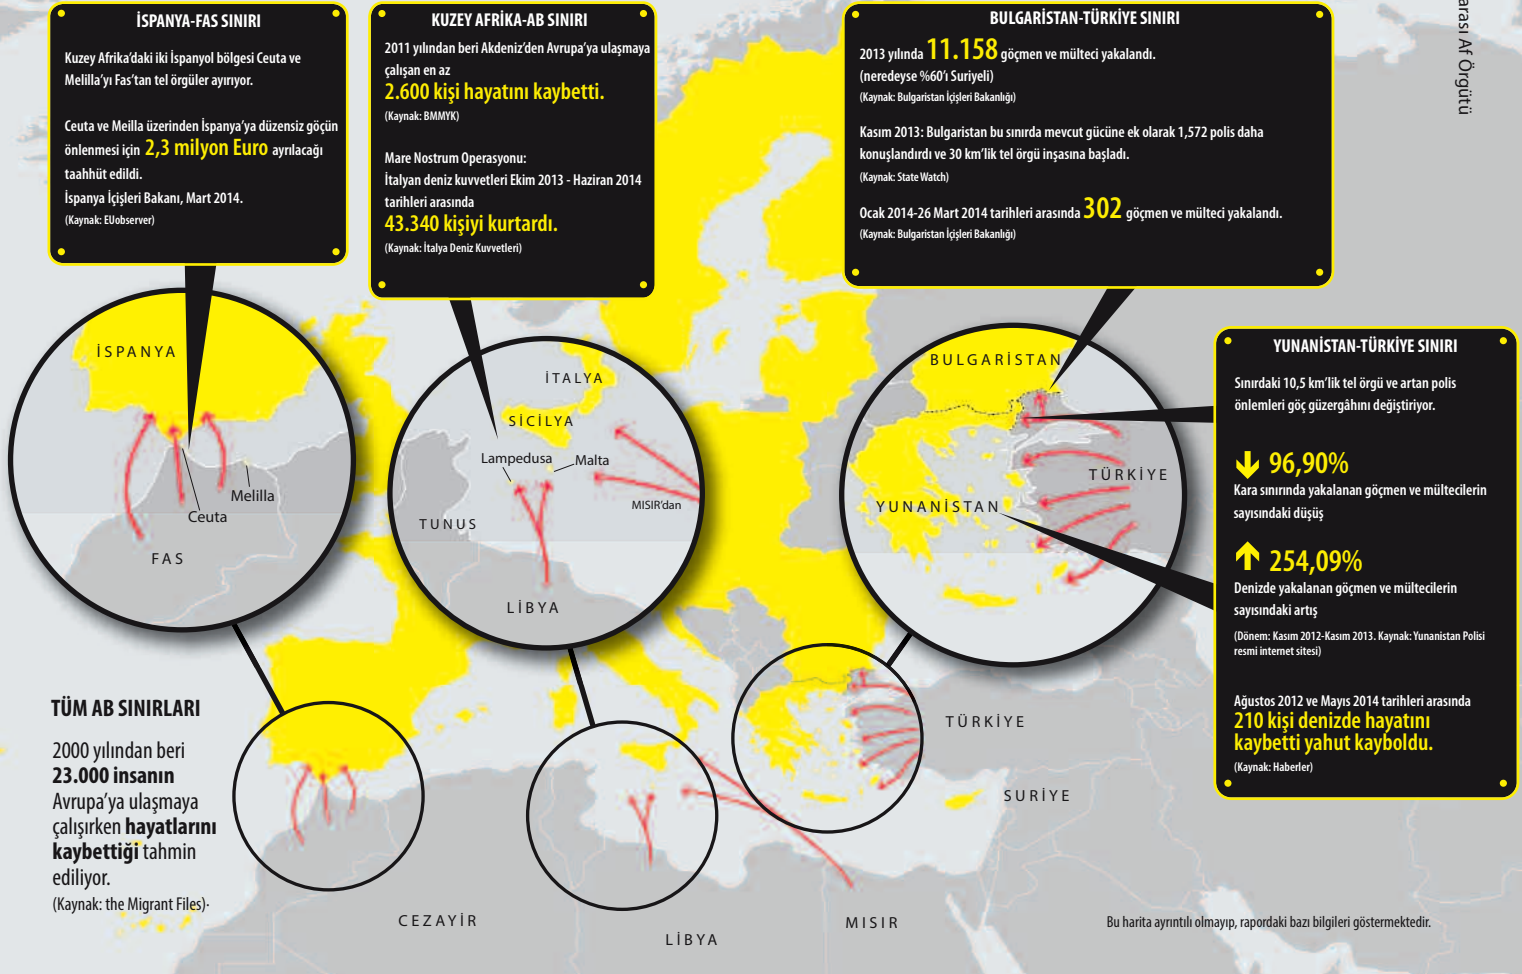 İSPANYA-FAS SINIRI
Kuzey Afrika'daki iki İspanyol bölgesi Ceuta ve
Melilla'yı Fas'tan tel örgüler ayırıyor.
Ceuta ve Meilla üzerinden İspanya'ya düzensiz göçün
önlenmesi için 2,3 milyon Euro ayrılacağı
taahhüt edildi.
İspanya İçişleri Bakanı, Mart 2014.
(Kaynak: EUobserver)
KUZEY AFRİKA-AB SINIRI
2011 yılından beri Akdeniz'den Avrupa'ya ulaşmaya
çalışan en az
2.600 kişi hayatını kaybetti.
(Kaynak: BMMYK)
Mare Nostrum Operasyonu:
İtalyan deniz kuvvetleri Ekim 2013 - Haziran 2014
tarihleri arasında
43.340 kişiyi kurtardı.
(Kaynak: İtalya Deniz Kuvvetleri)
BULGARİSTAN-TÜRKİYE SINIRI
2013 yılında 11.158 göçmen ve mülteci yakalandı.
(neredeyse %60'ı Suriyeli)
(Kaynak: Bulgaristan İçişleri Bakanlığı)
Kasım 2013: Bulgaristan bu sınırda mevcut gücüne ek olarak 1,572 polis daha
konuşlandırdı ve 30 km'lik tel örgü inşasına başladı.
(Kaynak: State Watch)
Ocak 2014-26 Mart 2014 tarihleri arasında 302 göçmen ve mülteci yakalandı.
(Kaynak: Bulgaristan İçişleri Bakanlığı)
arası Af Örgütü
YUNANİSTAN-TÜRKİYE SINIRI
Sınırdaki 10,5 km'lik tel örgü ve artan polis
önlemleri göç güzergâhını değiştiriyor.
96,90%
Kara sınırında yakalanan göçmen ve mültecilerin
sayısındaki düşüş
254,09%
Denizde yakalanan göçmen ve mültecilerin
sayısındaki artış
(Dönem: Kasım 2012-Kasım 2013. Kaynak: Yunanistan Polisi
resmi internet sitesi)
Ağustos 2012 ve Mayıs 2014 tarihleri arasında
210 kişi denizde hayatını
kaybetti yahut kayboldu.
(Kaynak: Haberler)
İSPANYA
Melilla
Ceuta
FAS
İTALYA
SİCİLYA
Lampedusa
Malta
MISIR'dan
TUNUS
LİBYA
BULGARİSTAN
TÜRKİYE
YUNANİSTAN
TÜM AB SINIRLARI
2000 yılından beri
23.000 insanın
Avrupa'ya ulaşmaya
çalışırken hayatlarını
kaybettiği tahmin
ediliyor.
(Kaynak: the Migrant Files)·
TÜRKİYE
SURİYE
CEZAYİR
LİBYA
MISIR
Bu harita ayrıntılı olmayıp, rapordaki bazı bilgileri göstermektedir.